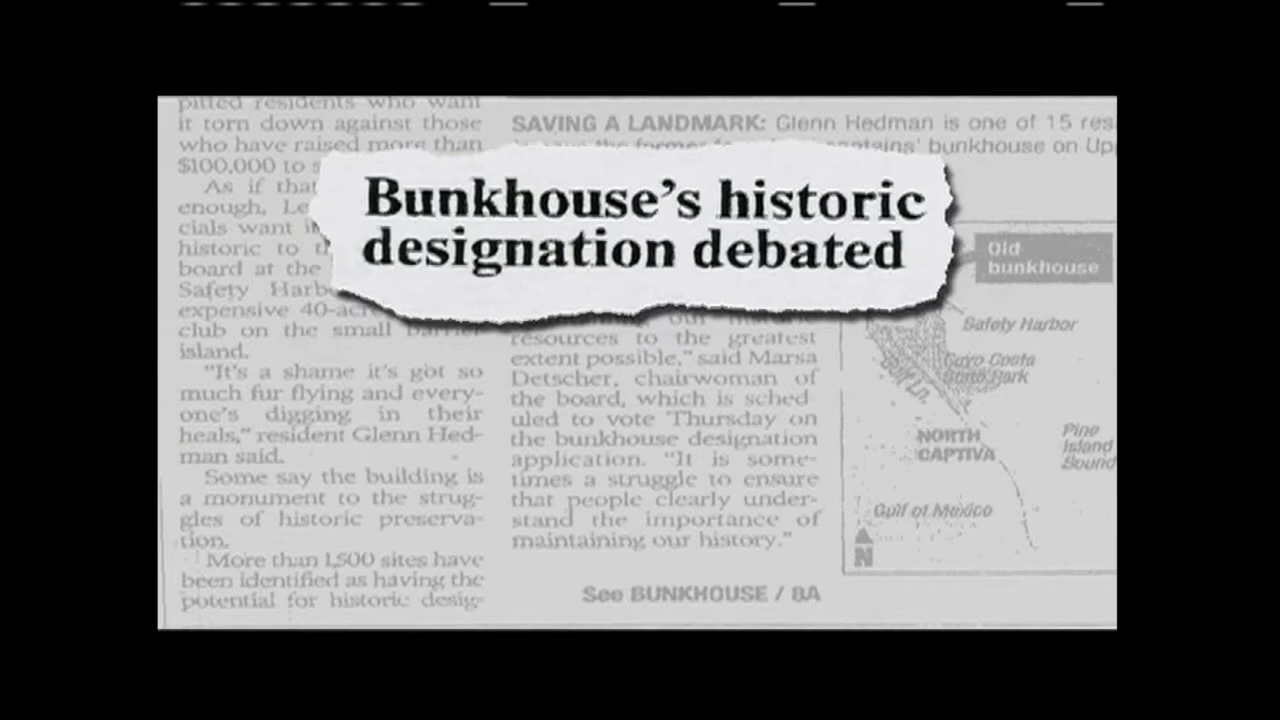 Bunkhouse's historic
designation debated
pitted residents who want
it torn down against those
who have raised more than
$100,000 to
As if that
enough,
cials want
historic to
board at the
Safety
expensive
club on the small barrier
island.
"It's a shame it's got so
much fur flying and every-
one's digging in their
heals," resident Glenn Hed-
man said.
Some say the building is
a monument to the strug-
gles of historic preserva-
tion.
More than 1,500 sites have
been identified as having the
potential for historic desig-
SAVING A LANDMARK: Glenn Hedman is one of 15
bunkhouse on
resources to the greatest
extent possible," said Marsa
Detscher, chairwoman of
the board, which is sched-
uled to vote Thursday on
the bunkhouse designation
application. "It is some-
times a struggle to ensure
that people clearly under-
stand the importance of
maintaining our history."
See BUNKHOUSE / 8A
Old
bunkhouse
Safety Harbor
Cayo Costa
State Park
Gulf
NORTH
CAPTIVA
Pine
Island
Sound
Gulf of Mexico
N